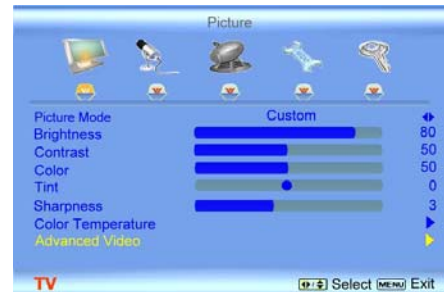 Picture
Picture Mode Custom
Brightness 80
Contrast 50
Color 50
Tint 0
Sharpness 3
Color Temperature
Advanced Video
TV Select MENU Exit